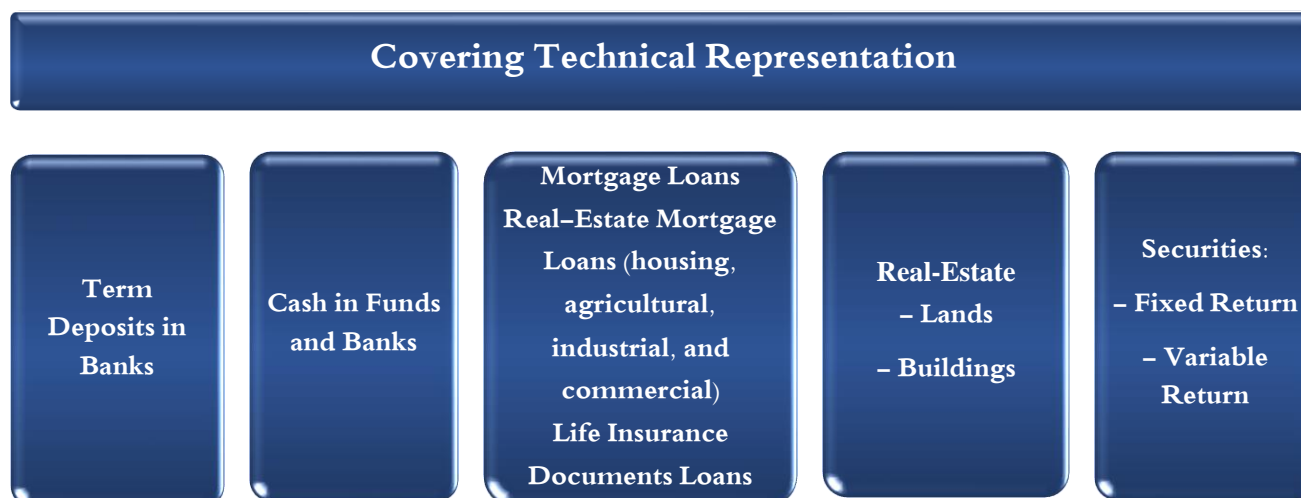 Covering Technical Representation
Term
Deposits in
Banks
Cash in Funds
and Banks
Mortgage Loans
Real–Estate Mortgage
Loans (housing,
agricultural,
industrial, and
commercial)
Life Insurance
Documents Loans
Real-Estate
– Lands
– Buildings
Securities:
– Fixed Return
– Variable
Return